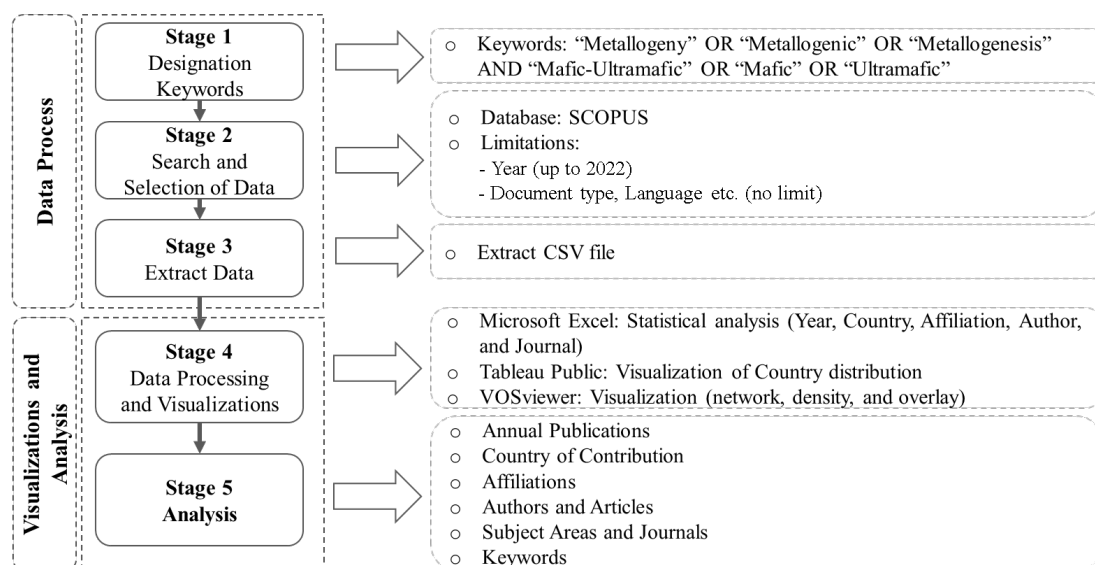 Data Process
Stage 1
Designation
Keywords
○ Keywords: “Metallogeny” OR “Metallogenic” OR “Metallogenesis”
AND “Mafic-Ultramafic” OR “Mafic” OR “Ultramafic”
Stage 2
Search and
Selection of Data
○ Database: SCOPUS
○ Limitations:
- Year (up to 2022)
- Document type, Language etc. (no limit)
Stage 3
Extract Data
○ Extract CSV file
Visualizations and
Analysis
Stage 4
Data Processing
and Visualizations
○ Microsoft Excel: Statistical analysis (Year, Country, Affiliation, Author,
and Journal)
○ Tableau Public: Visualization of Country distribution
○ VOSviewer: Visualization (network, density, and overlay)
Stage 5
Analysis
○ Annual Publications
○ Country of Contribution
○ Affiliations
○ Authors and Articles
○ Subject Areas and Journals
○ Keywords